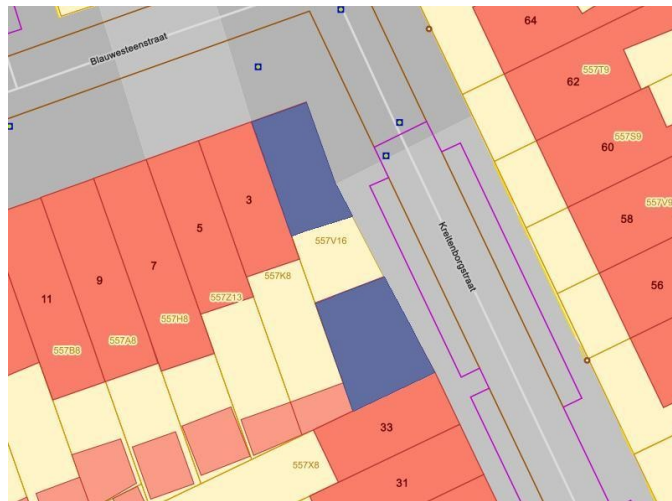 64
Blauwesteenstraat
557T9
62
557S9
60
3
5
7
9
11
557V9
58
557V16
Kreitenborgstraat
557K8
56
557Z13
557H8
557A8
557B8
33
557X8
31